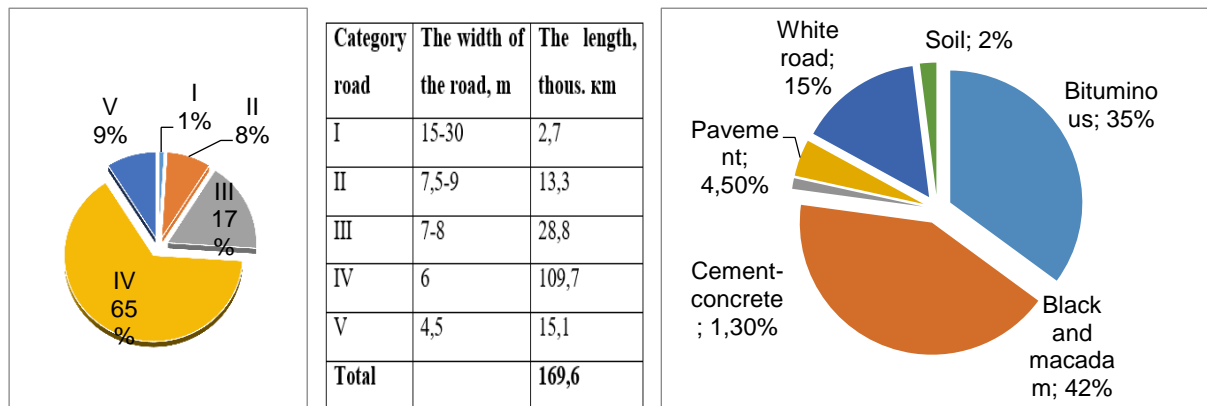 I
1%
II
8%
III
17
%
IV
65
%
V
9%
Category The width of The length,
road the road, m thous. км
I 15-30 2,7
II 7,5-9 13,3
III 7-8 28,8
IV 6 109,7
V 4,5 15,1
Total 169,6
Bitumino
us; 35%
Black
and
macada
m; 42%
Cement-
concrete
; 1,30%
Paveme
nt;
4,50%
White
road;
15%
Soil; 2%